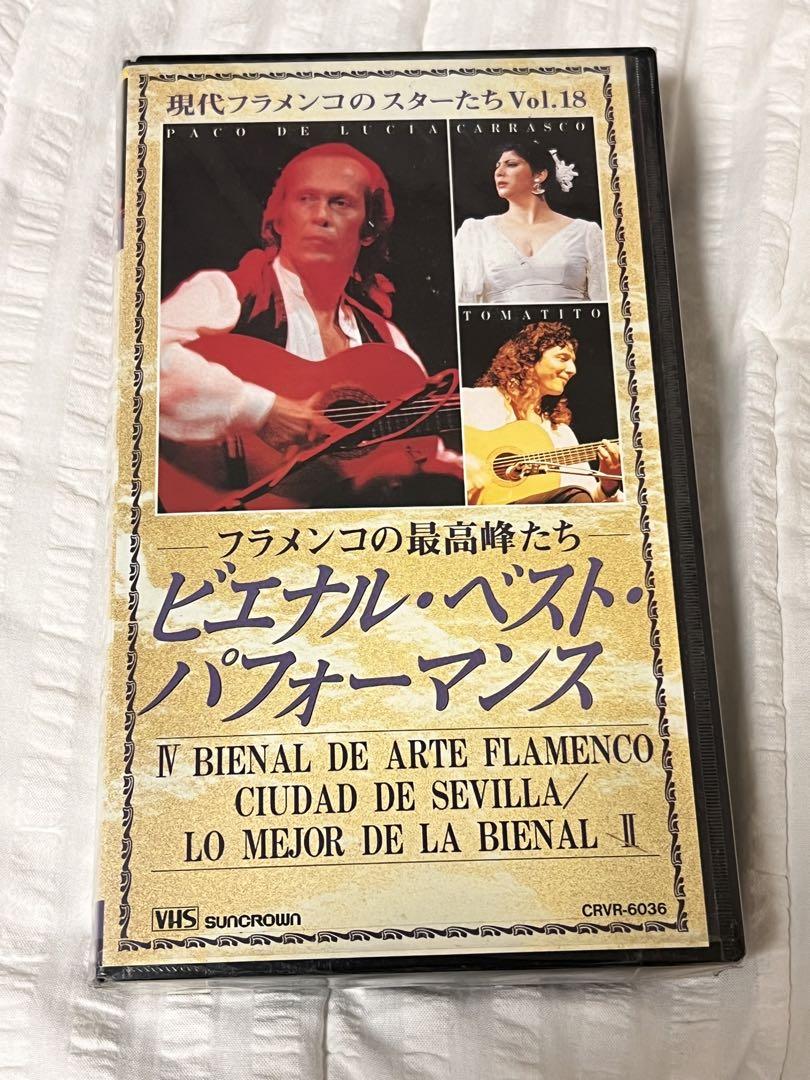 現代フラメンコのスターたち Vol.18
PACO DE LUCIA
CARRASCO
TOMATITO
フラメンコの最高峰たち
ビエナル・ベスト・
パフォーマンス
Ⅳ BIENAL DE ARTE FLAMENCO
CIUDAD DE SEVILLA/
LO MEJOR DE LA BIENAL Ⅱ
VHS SUNCROWN
CRVR-6036